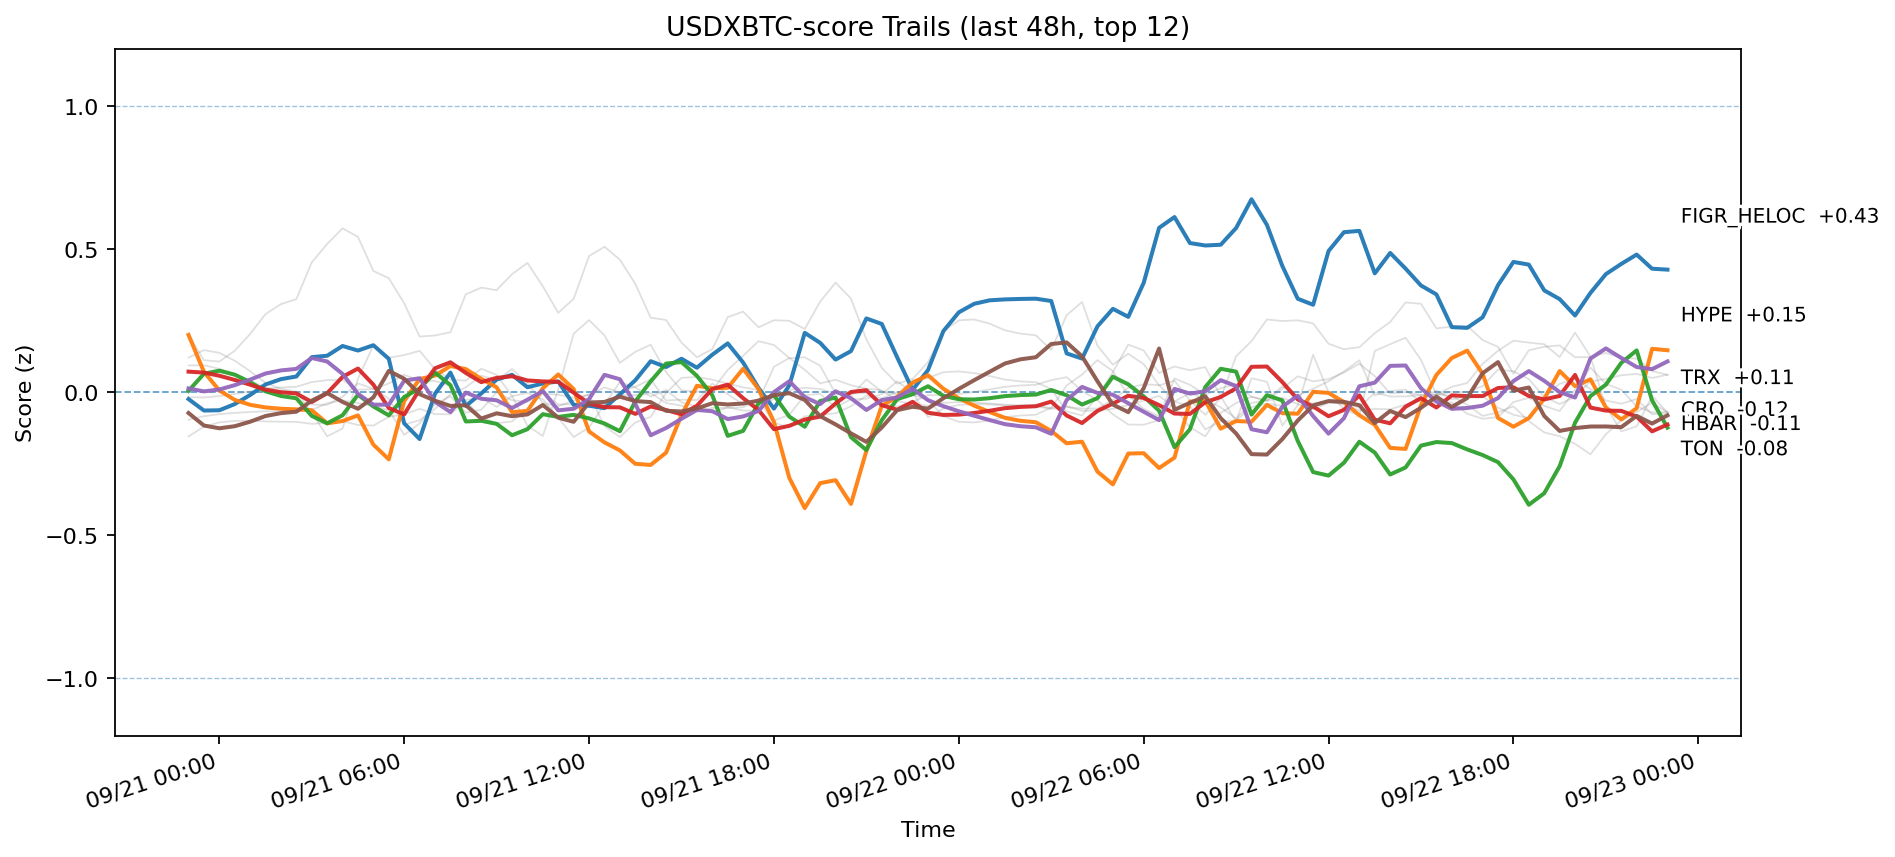 USDXBTC-score Trails (last 48h, top 12)
Score (z)
1.0
0.5
0.0
−0.5
−1.0
FIGR_HELOC +0.43
HYPE +0.15
TRX +0.11
CRO -0.12
HBAR -0.11
TON -0.08
09/21 00:00
09/21 06:00
09/21 12:00
09/21 18:00
09/22 00:00
09/22 06:00
09/22 12:00
09/22 18:00
09/23 00:00
Time